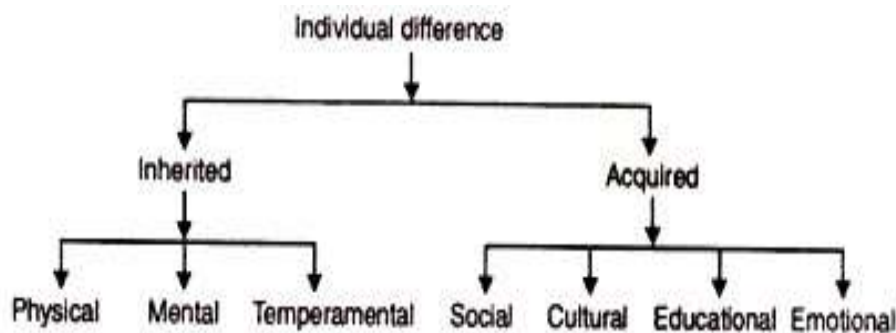 Individual difference
Inherited
Acquired
Physical Mental Temperamental Social Cultural Educational Emotional